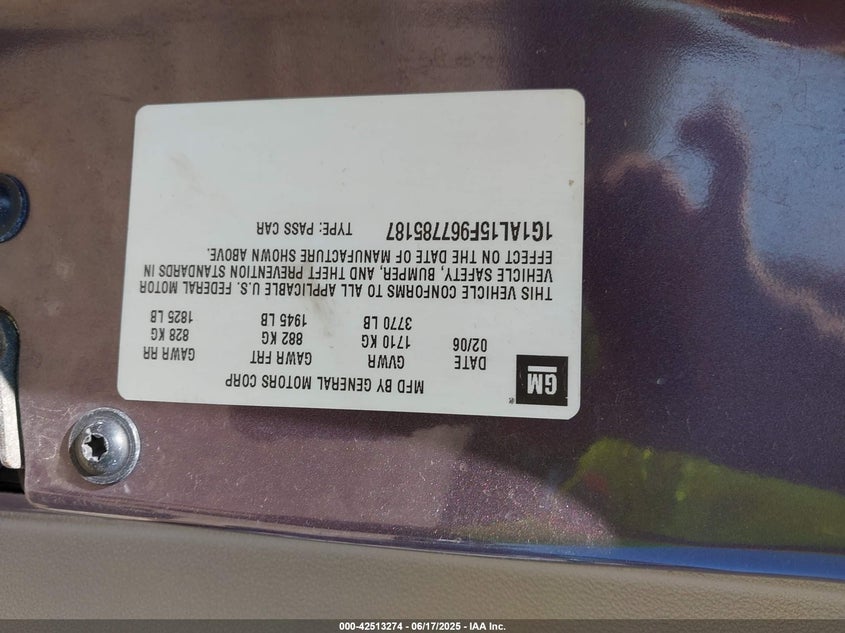 GM
MFD BY GENERAL MOTORS CORP
DATE GVWR GAWR FRT GAWR RR
02/06 1710 KG 882 KG 828 KG
3770 LB 1945 LB 1825 LB
THIS VEHICLE CONFORMS TO ALL APPLICABLE U.S. FEDERAL MOTOR
VEHICLE SAFETY, BUMPER, AND THEFT PREVENTION STANDARDS IN
EFFECT ON THE DATE OF MANUFACTURE SHOWN ABOVE.
1G1AL15F967785187 TYPE: PASS CAR
000-42513274 - 06/17/2025 - IAA Inc.